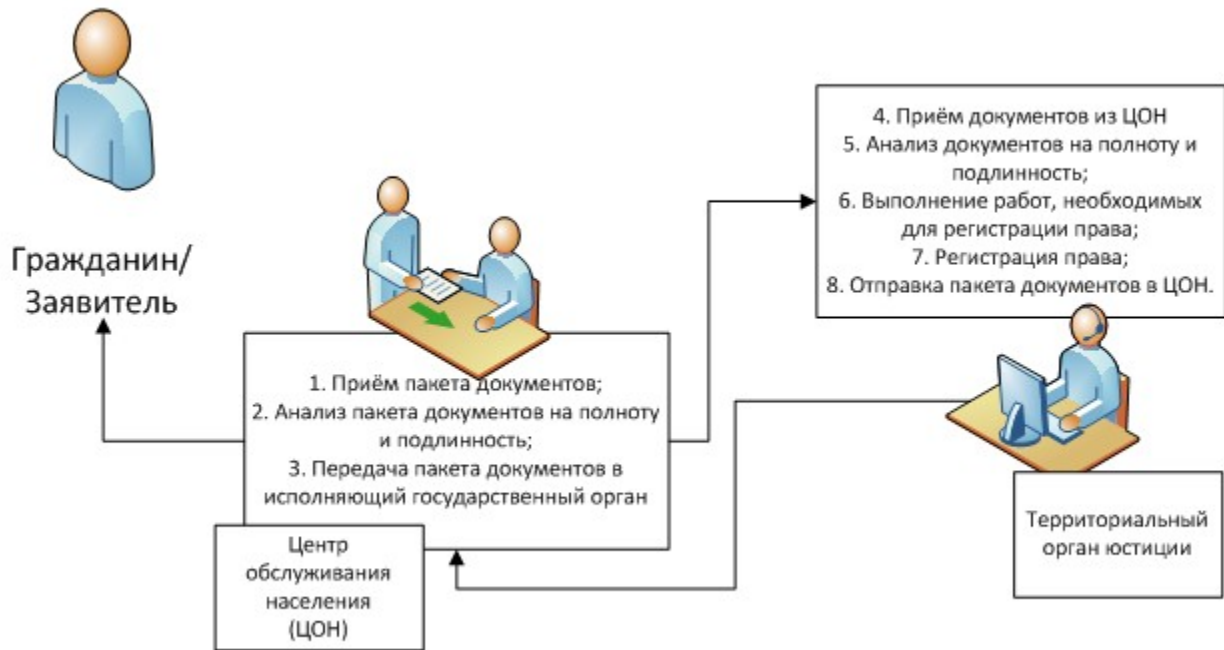 Гражданин/
Заявитель
1. Приём пакета документов;
2. Анализ пакета документов на полноту
и подлинность;
3. Передача пакета документов в
исполняющий государственный орган
Центр
обслуживания
населения
(ЦОН)
4. Приём документов из ЦОН
5. Анализ документов на полноту и
подлинность;
6. Выполнение работ, необходимых
для регистрации права;
7. Регистрация права;
8. Отправка пакета документов в ЦОН.
Территориальный
орган юстиции